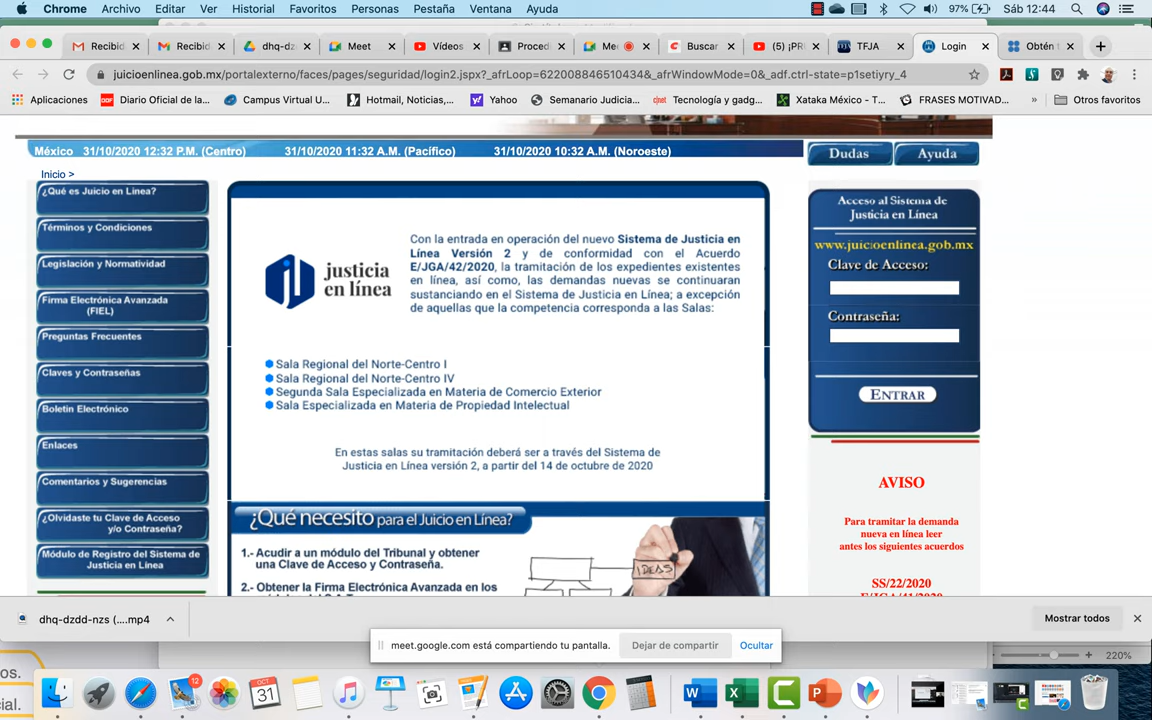 Chrome Archivo Editar Ver Historial Favoritos Personas Pestaña Ventana Ayuda 97% Sáb 12:44
Recibid Recibid dhq-dz Meet Vídeos Proced Me Buscar (5) ¡PR TFJA Login Obtén t
juicioenlinea.gob.mx/portalexterno/faces/pages/seguridad/login2.jspx?_afrLoop=622008846510434&_afrWindowMode=0&_adf.ctrl-state=p1setiyry_4
Aplicaciones Diario Oficial de la... Campus Virtual U... Hotmail, Noticias,... Yahoo Semanario Judicia... Tecnología y gadg... Xataka México - T... FRASES MOTIVAD... » Otros favoritos
México 31/10/2020 12:32 P.M. (Centro) 31/10/2020 11:32 A.M. (Pacífico) 31/10/2020 10:32 A.M. (Noroeste)
Dudas Ayuda
Inicio >
¿Qué es Juicio en Línea?
Términos y Condiciones
Legislación y Normatividad
Firma Electrónica Avanzada
(FIEL)
Preguntas Frecuentes
Claves y Contraseñas
Boletín Electrónico
Enlaces
Comentarios y Sugerencias
¿Olvidaste tu Clave de Acceso
y/o Contraseña?
Módulo de Registro del Sistema de
Justicia en Línea
justicia
en línea
Con la entrada en operación del nuevo Sistema de Justicia en
Línea Versión 2 y de conformidad con el Acuerdo
E/JGA/42/2020, la tramitación de los expedientes existentes
en línea, así como, las demandas nuevas se continuaran
sustanciando en el Sistema de Justicia en Línea; a excepción
de aquellas que la competencia corresponda a las Salas:
Sala Regional del Norte-Centro I
Sala Regional del Norte-Centro IV
Segunda Sala Especializada en Materia de Comercio Exterior
Sala Especializada en Materia de Propiedad Intelectual
En estas salas su tramitación deberá ser a través del Sistema de
Justicia en Línea versión 2, a partir del 14 de octubre de 2020
¿Qué necesito para el Juicio en Línea?
1.- Acudir a un módulo del Tribunal y obtener
una Clave de Acceso y Contraseña.
2.- Obtener la Firma Electrónica Avanzada en los
IDEAS
Acceso al Sistema de
Justicia en Línea
www.juicioenlinea.gob.mx
Clave de Acceso:
Contraseña:
ENTRAR
AVISO
Para tramitar la demanda
nueva en línea leer
antes los siguientes acuerdos
SS/22/2020
E/JGA/41/2020
dhq-dzdd-nzs (....mp4
Mostrar todos
meet.google.com está compartiendo tu pantalla. Dejar de compartir Ocultar
220%
os.
ial.
12
OCT
31